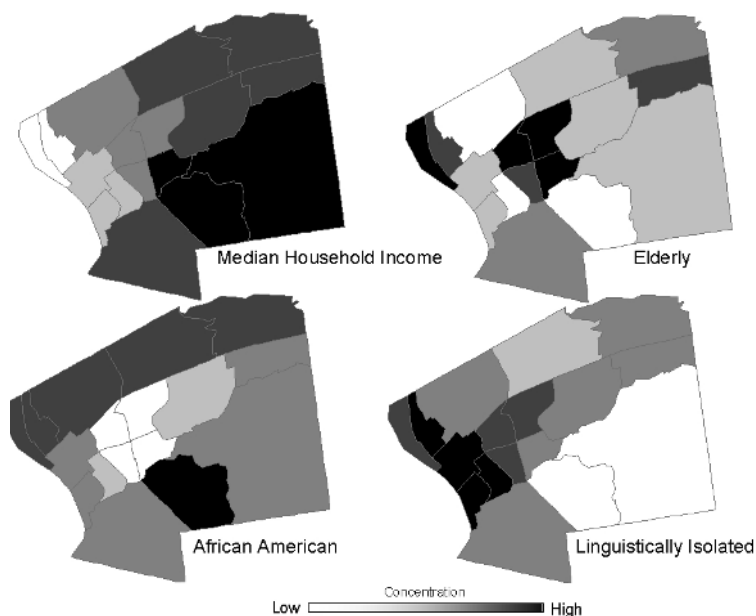 Median Household Income
Elderly
African American
Linguistically Isolated
Concentration
Low
High